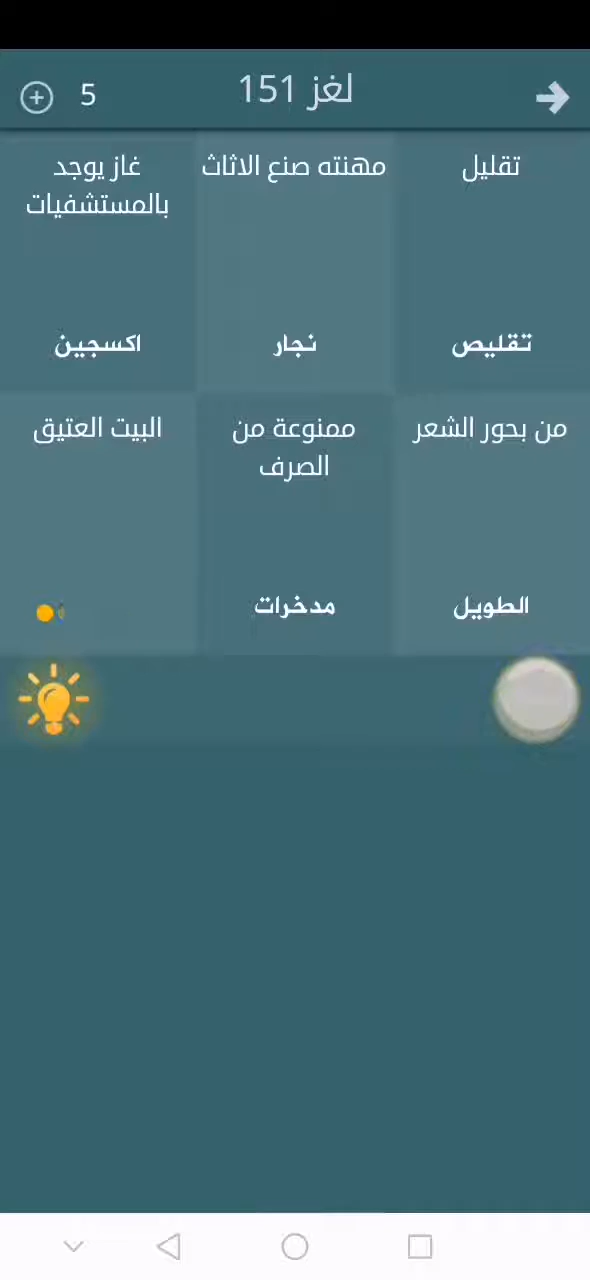 لغز 151
5
تقليل
تقليص
مهنته صنع الاثاث
نجار
غاز يوجد
بالمستشفيات
اكسجين
من بحور الشعر
الطويل
ممنوعة من
الصرف
مدخرات
البيت العتيق